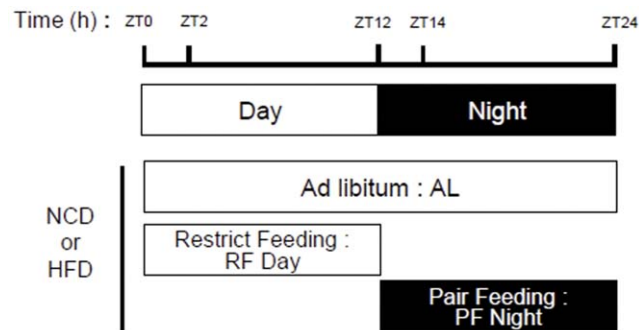 Time (h) : ZT0 ZT2 ZT12 ZT14 ZT24
Day Night
Ad libitum : AL
NCD
or
HFD
Restrict Feeding :
RF Day
Pair Feeding :
PF Night